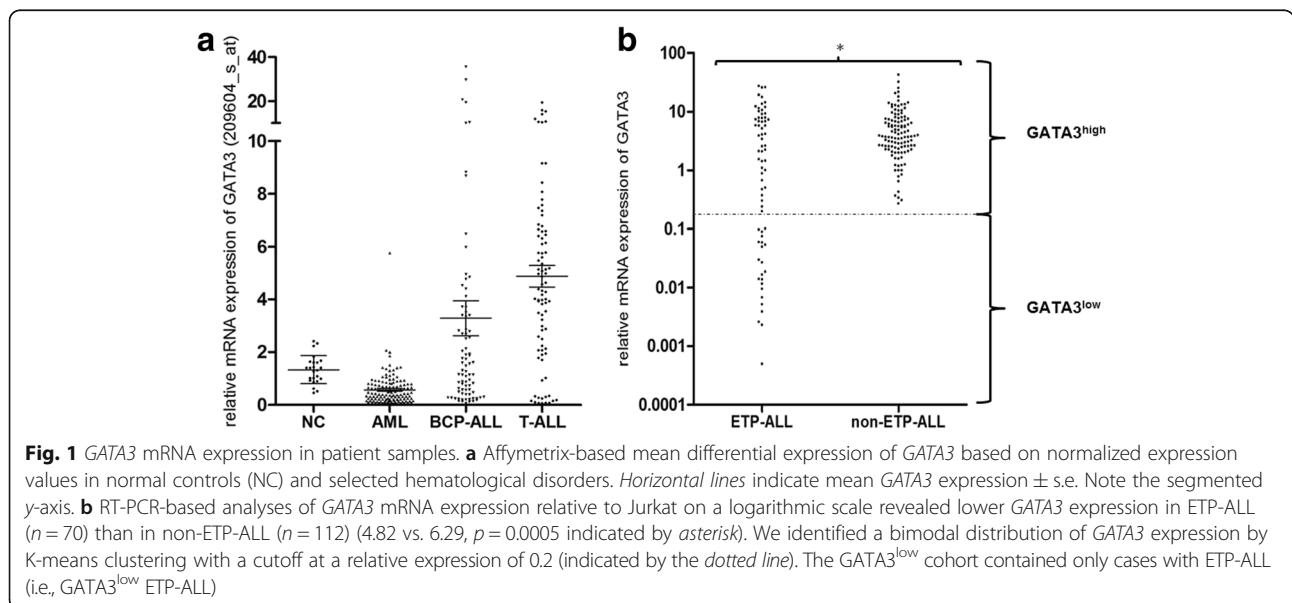 a
relative mRNA expression of GATA3 (209604_s_at)
40
20
10
8
6
4
2
0
NC AML BCP-ALL T-ALL
b
relative mRNA expression of GATA3
100
10
1
0.1
0.01
0.001
0.0001
*
ETP-ALL non-ETP-ALL
GATA3high
GATA3low
Fig. 1 GATA3 mRNA expression in patient samples. a Affymetrix-based mean differential expression of GATA3 based on normalized expression
values in normal controls (NC) and selected hematological disorders. Horizontal lines indicate mean GATA3 expression ± s.e. Note the segmented
y-axis. b RT-PCR-based analyses of GATA3 mRNA expression relative to Jurkat on a logarithmic scale revealed lower GATA3 expression in ETP-ALL
(n = 70) than in non-ETP-ALL (n = 112) (4.82 vs. 6.29, p = 0.0005 indicated by asterisk). We identified a bimodal distribution of GATA3 expression by
K-means clustering with a cutoff at a relative expression of 0.2 (indicated by the dotted line). The GATA3low cohort contained only cases with ETP-ALL
(i.e., GATA3low ETP-ALL)